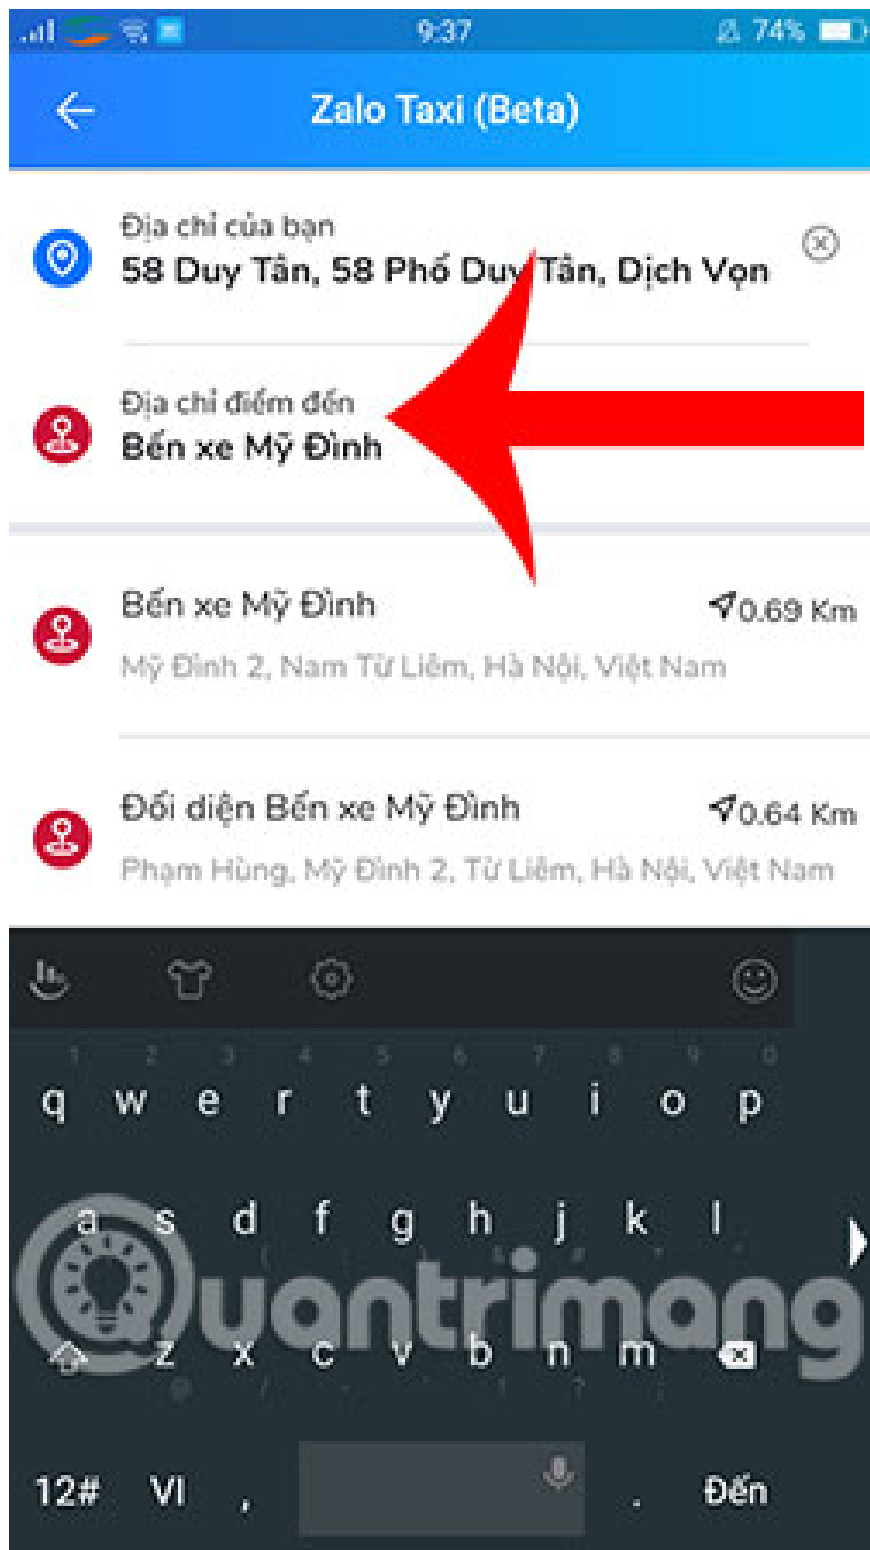 9:37
74%
Zalo Taxi (Beta)
Địa chỉ của bạn
58 Duy Tân, 58 Phố Duy Tân, Dịch Vọn
Địa chỉ điểm đến
Bến xe Mỹ Đình
Bến xe Mỹ Đình
0.69 Km
Mỹ Đình 2, Nam Từ Liêm, Hà Nội, Việt Nam
Đối diện Bến xe Mỹ Đình
0.64 Km
Phạm Hùng, Mỹ Đình 2, Từ Liêm, Hà Nội, Việt Nam
1 2 3 4 5 6 7 8 9 0
q w e r t y u i o p
a s d f g h j k l
Quantrimang
z x c v b n m
12# VI , . Đến